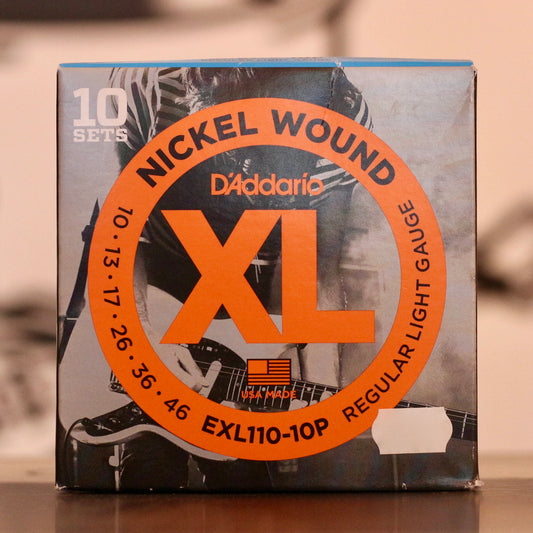 10
SETS
NICKEL WOUND
D'Addario
XL
10 • 13 • 17 • 26 • 36 • 46
USA MADE
EXL110-10P
REGULAR LIGHT GAUGE